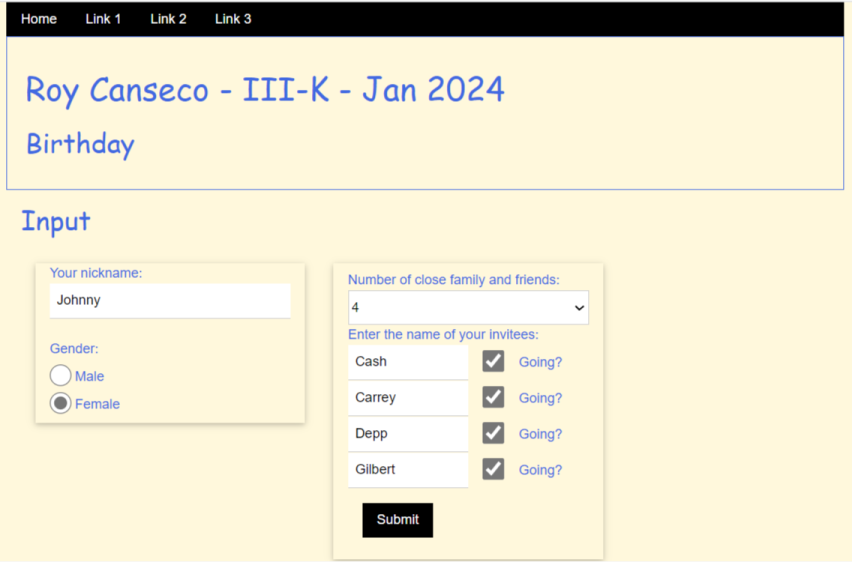 Home Link 1 Link 2 Link 3
Roy Canseco - III-K - Jan 2024
Birthday
Input
Your nickname:
Johnny
Gender:
Male
Female
Number of close family and friends:
4
Enter the name of your invitees:
Cash Going?
Carrey Going?
Depp Going?
Gilbert Going?
Submit